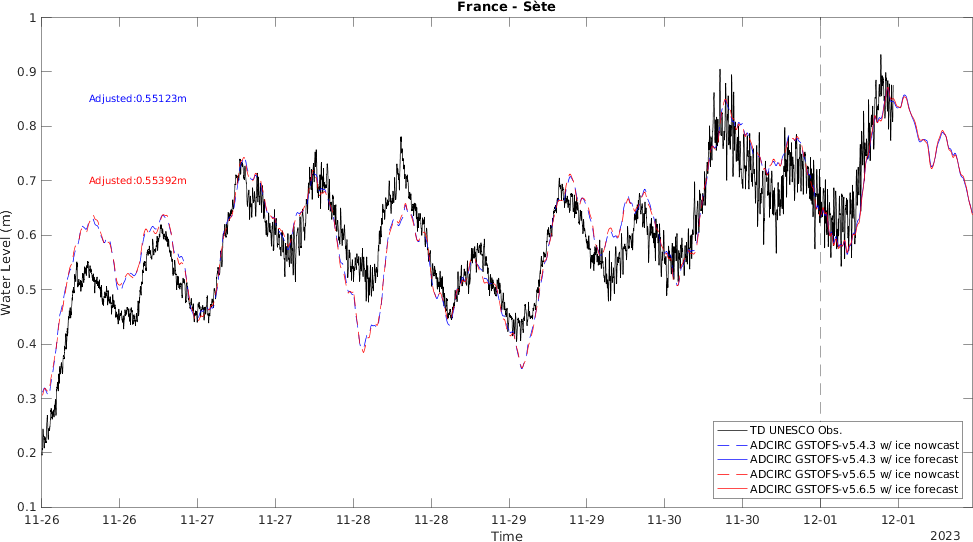 France - Sète
Water Level (m)
1
0.9
0.8
0.7
0.6
0.5
0.4
0.3
0.2
0.1
Adjusted:0.55123m
Adjusted:0.55392m
TD UNESCO Obs.
ADCIRC GSTOFS-v5.4.3 w/ ice nowcast
ADCIRC GSTOFS-v5.4.3 w/ ice forecast
ADCIRC GSTOFS-v5.6.5 w/ ice nowcast
ADCIRC GSTOFS-v5.6.5 w/ ice forecast
11-26 11-26 11-27 11-27 11-28 11-28 11-29 11-29 11-30 11-30 12-01 12-01
Time
2023